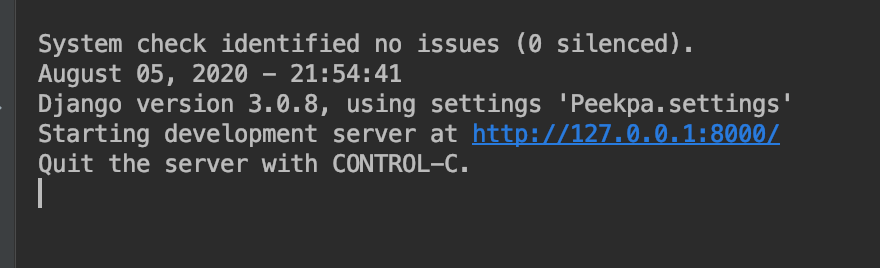 System check identified no issues (0 silenced).
August 05, 2020 - 21:54:41
Django version 3.0.8, using settings 'Peekpa.settings'
Starting development server at http://127.0.0.1:8000/
Quit the server with CONTROL-C.